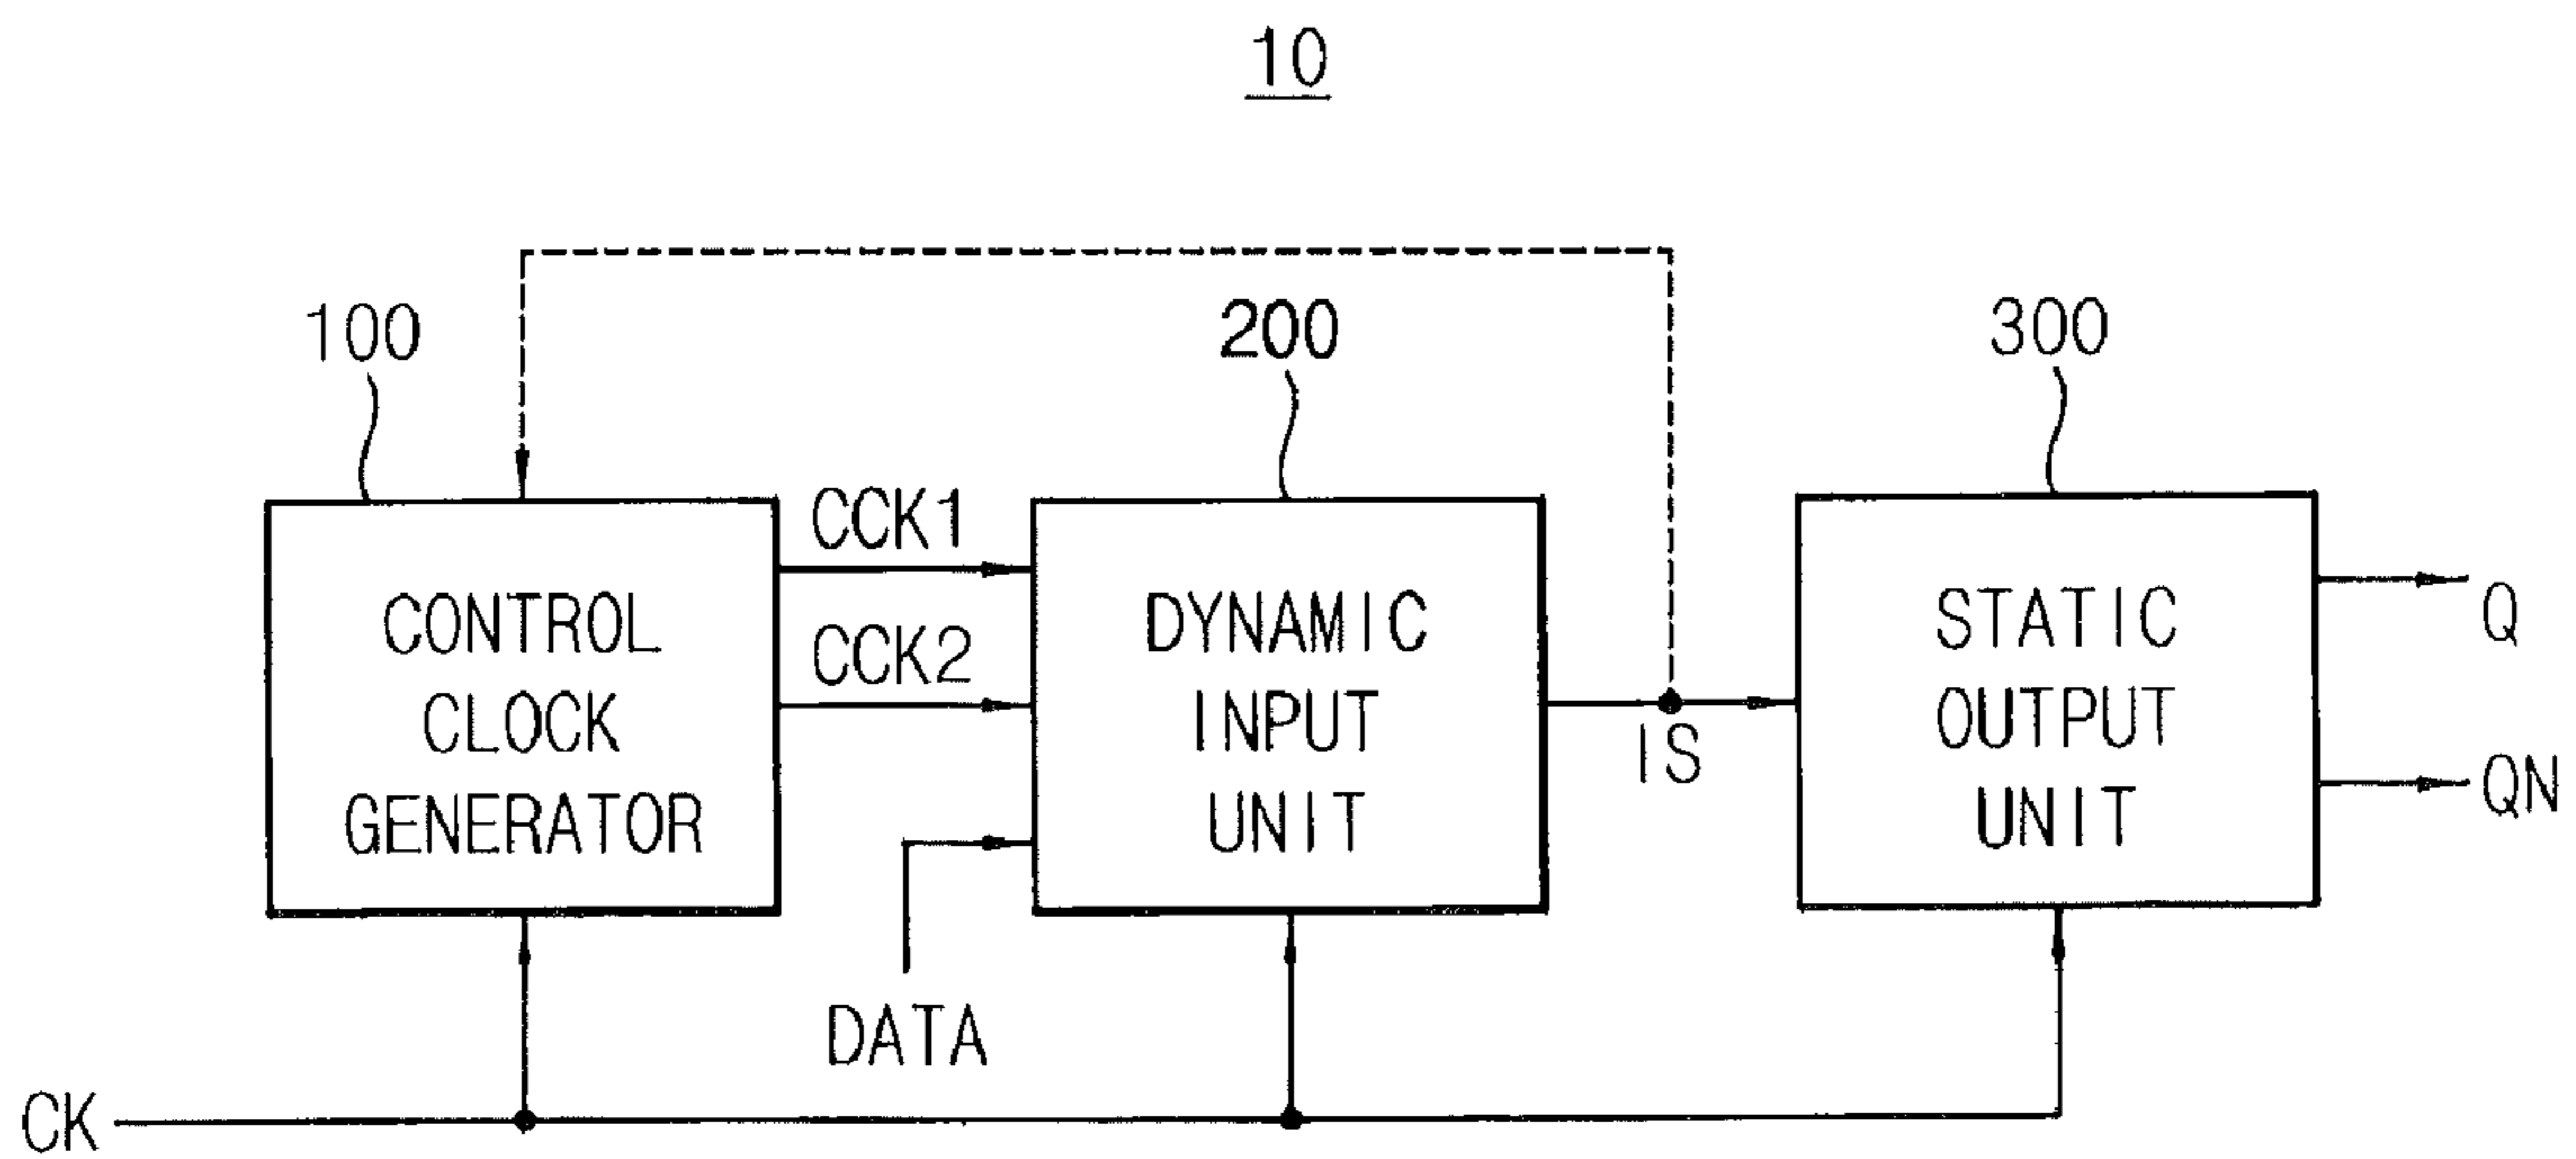 10
100
200
300
CCK1
CCK2
CONTROL
CLOCK
GENERATOR
DYNAMIC
INPUT
UNIT
IS
STATIC
OUTPUT
UNIT
Q
QN
DATA
CK